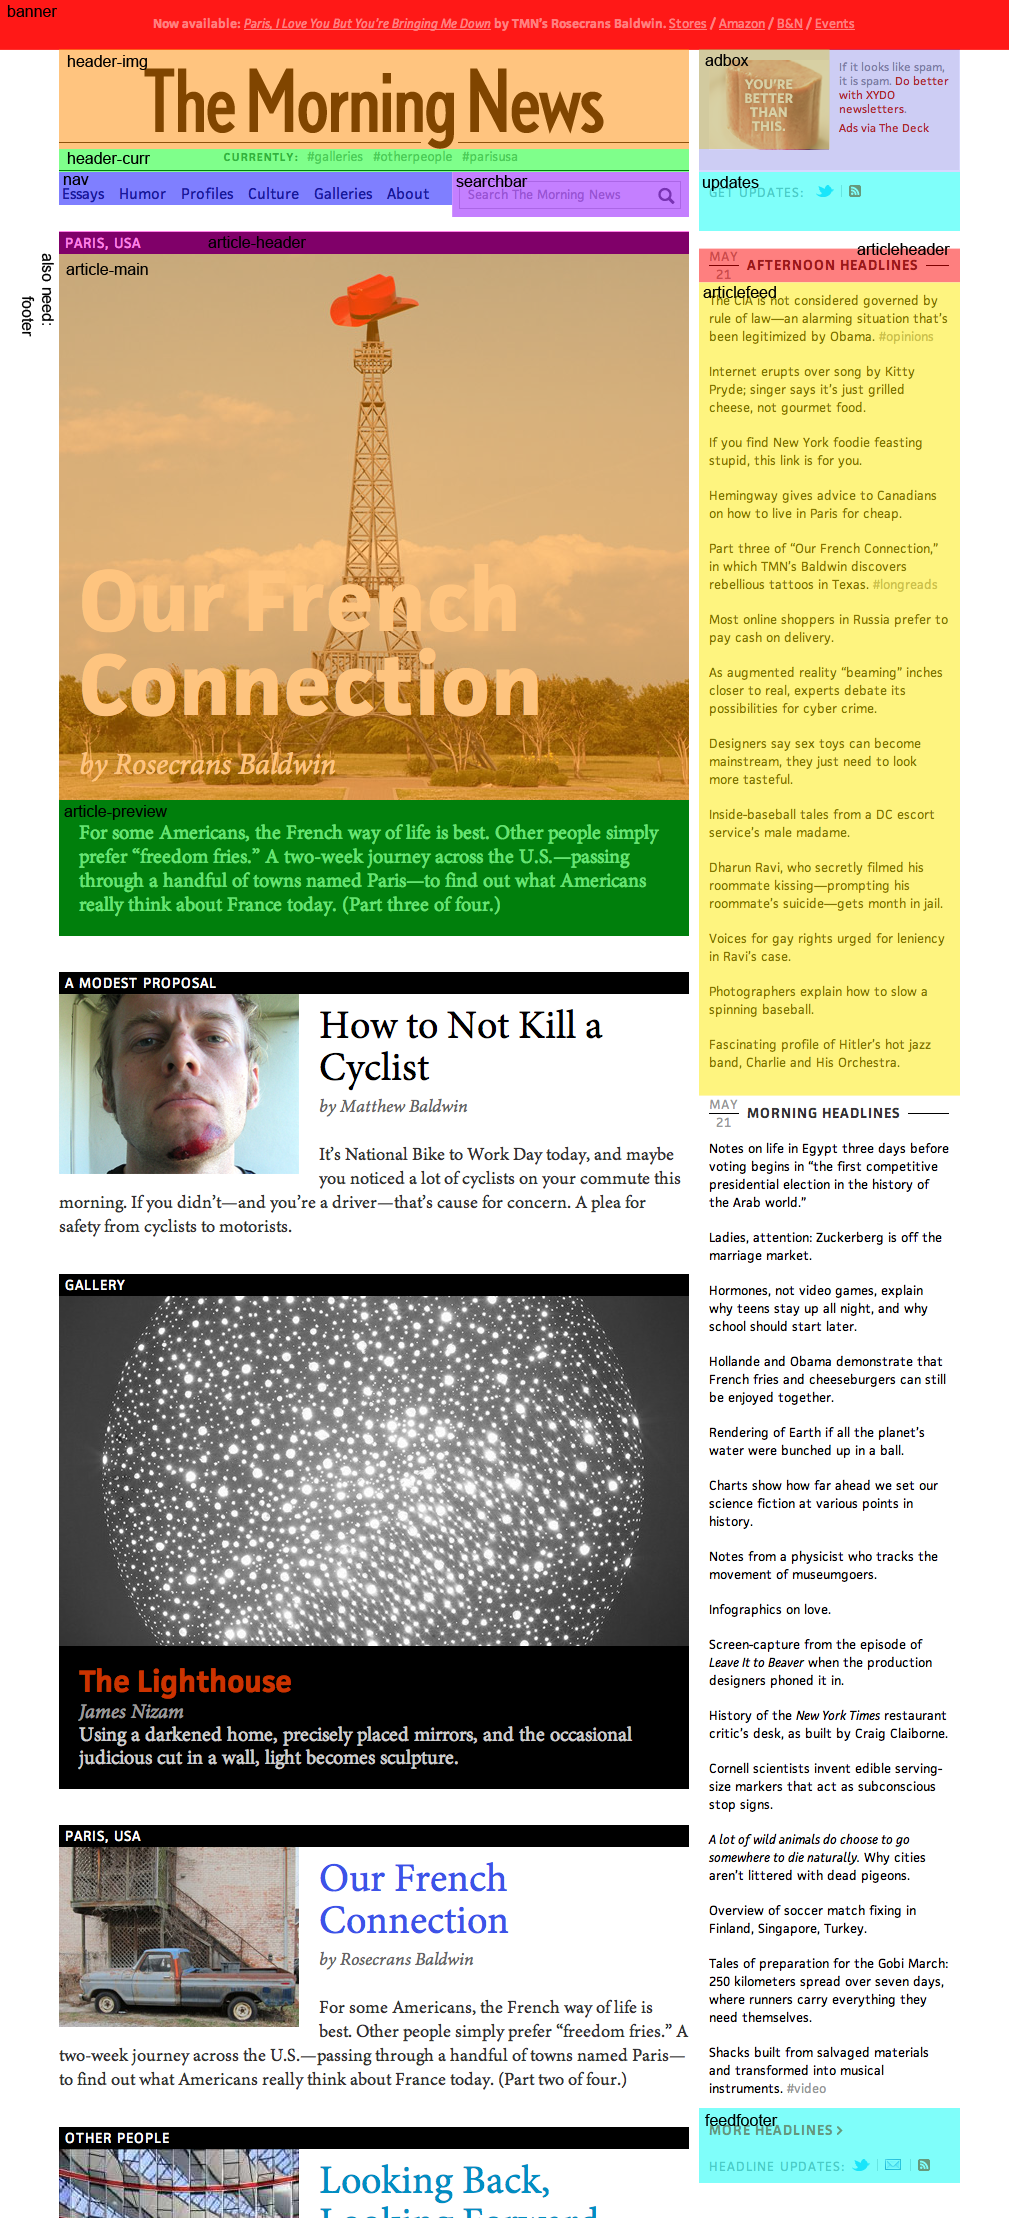 banner
Now available: Paris, I Love You But You're Bringing Me Down by TMN's Rosecrans Baldwin. Stores / Amazon / B&N / Events
header-img
The Morning News
header-curr
CURRENTLY: #galleries #otherpeople #parisusa
nav
Essays Humor Profiles Culture Galleries About
searchbar
Search The Morning News
adbox
YOU'RE
BETTER
THAN
THIS.
If it looks like spam,
it is spam. Do better
with XYDO
newsletters.
Ads via The Deck
updates
GET UPDATES:
also need:
footer
PARIS, USA
article-header
article-main
Our French
Connection
by Rosecrans Baldwin
article-preview
For some Americans, the French way of life is best. Other people simply
prefer “freedom fries.” A two-week journey across the U.S.—passing
through a handful of towns named Paris—to find out what Americans
really think about France today. (Part three of four.)
A MODEST PROPOSAL
How to Not Kill a
Cyclist
by Matthew Baldwin
It’s National Bike to Work Day today, and maybe
you noticed a lot of cyclists on your commute this
morning. If you didn’t—and you’re a driver—that’s cause for concern. A plea for
safety from cyclists to motorists.
GALLERY
The Lighthouse
James Nizam
Using a darkened home, precisely placed mirrors, and the occasional
judicious cut in a wall, light becomes sculpture.
PARIS, USA
Our French
Connection
by Rosecrans Baldwin
For some Americans, the French way of life is
best. Other people simply prefer “freedom fries.” A
two-week journey across the U.S.—passing through a handful of towns named Paris—
to find out what Americans really think about France today. (Part two of four.)
OTHER PEOPLE
Looking Back,
Looking Forward
articleheader
MAY
21
AFTERNOON HEADLINES
articlefeed
The CIA is not considered governed by
rule of law—an alarming situation that’s
been legitimized by Obama. #opinions
Internet erupts over song by Kitty
Pryde; singer says it’s just grilled
cheese, not gourmet food.
If you find New York foodie feasting
stupid, this link is for you.
Hemingway gives advice to Canadians
on how to live in Paris for cheap.
Part three of “Our French Connection,”
in which TMN’s Baldwin discovers
rebellious tattoos in Texas. #longreads
Most online shoppers in Russia prefer to
pay cash on delivery.
As augmented reality “beaming” inches
closer to real, experts debate its
possibilities for cyber crime.
Designers say sex toys can become
mainstream, they just need to look
more tasteful.
Inside-baseball tales from a DC escort
service’s male madame.
Dharun Ravi, who secretly filmed his
roommate kissing—prompting his
roommate’s suicide—gets month in jail.
Voices for gay rights urged for leniency
in Ravi’s case.
Photographers explain how to slow a
spinning baseball.
Fascinating profile of Hitler’s hot jazz
band, Charlie and His Orchestra.
MAY
21
MORNING HEADLINES
Notes on life in Egypt three days before
voting begins in “the first competitive
presidential election in the history of
the Arab world.”
Ladies, attention: Zuckerberg is off the
marriage market.
Hormones, not video games, explain
why teens stay up all night, and why
school should start later.
Hollande and Obama demonstrate that
French fries and cheeseburgers can still
be enjoyed together.
Rendering of Earth if all the planet’s
water were bunched up in a ball.
Charts show how far ahead we set our
science fiction at various points in
history.
Notes from a physicist who tracks the
movement of museumgoers.
Infographics on love.
Screen-capture from the episode of
Leave It to Beaver when the production
designers phoned it in.
History of the New York Times restaurant
critic’s desk, as built by Craig Claiborne.
Cornell scientists invent edible serving-
size markers that act as subconscious
stop signs.
A lot of wild animals do choose to go
somewhere to die naturally. Why cities
aren’t littered with dead pigeons.
Overview of soccer match fixing in
Finland, Singapore, Turkey.
Tales of preparation for the Gobi March:
250 kilometers spread over seven days,
where runners carry everything they
need themselves.
Shacks built from salvaged materials
and transformed into musical
instruments. #video
feedfooter
MORE HEADLINES >
HEADLINE UPDATES: